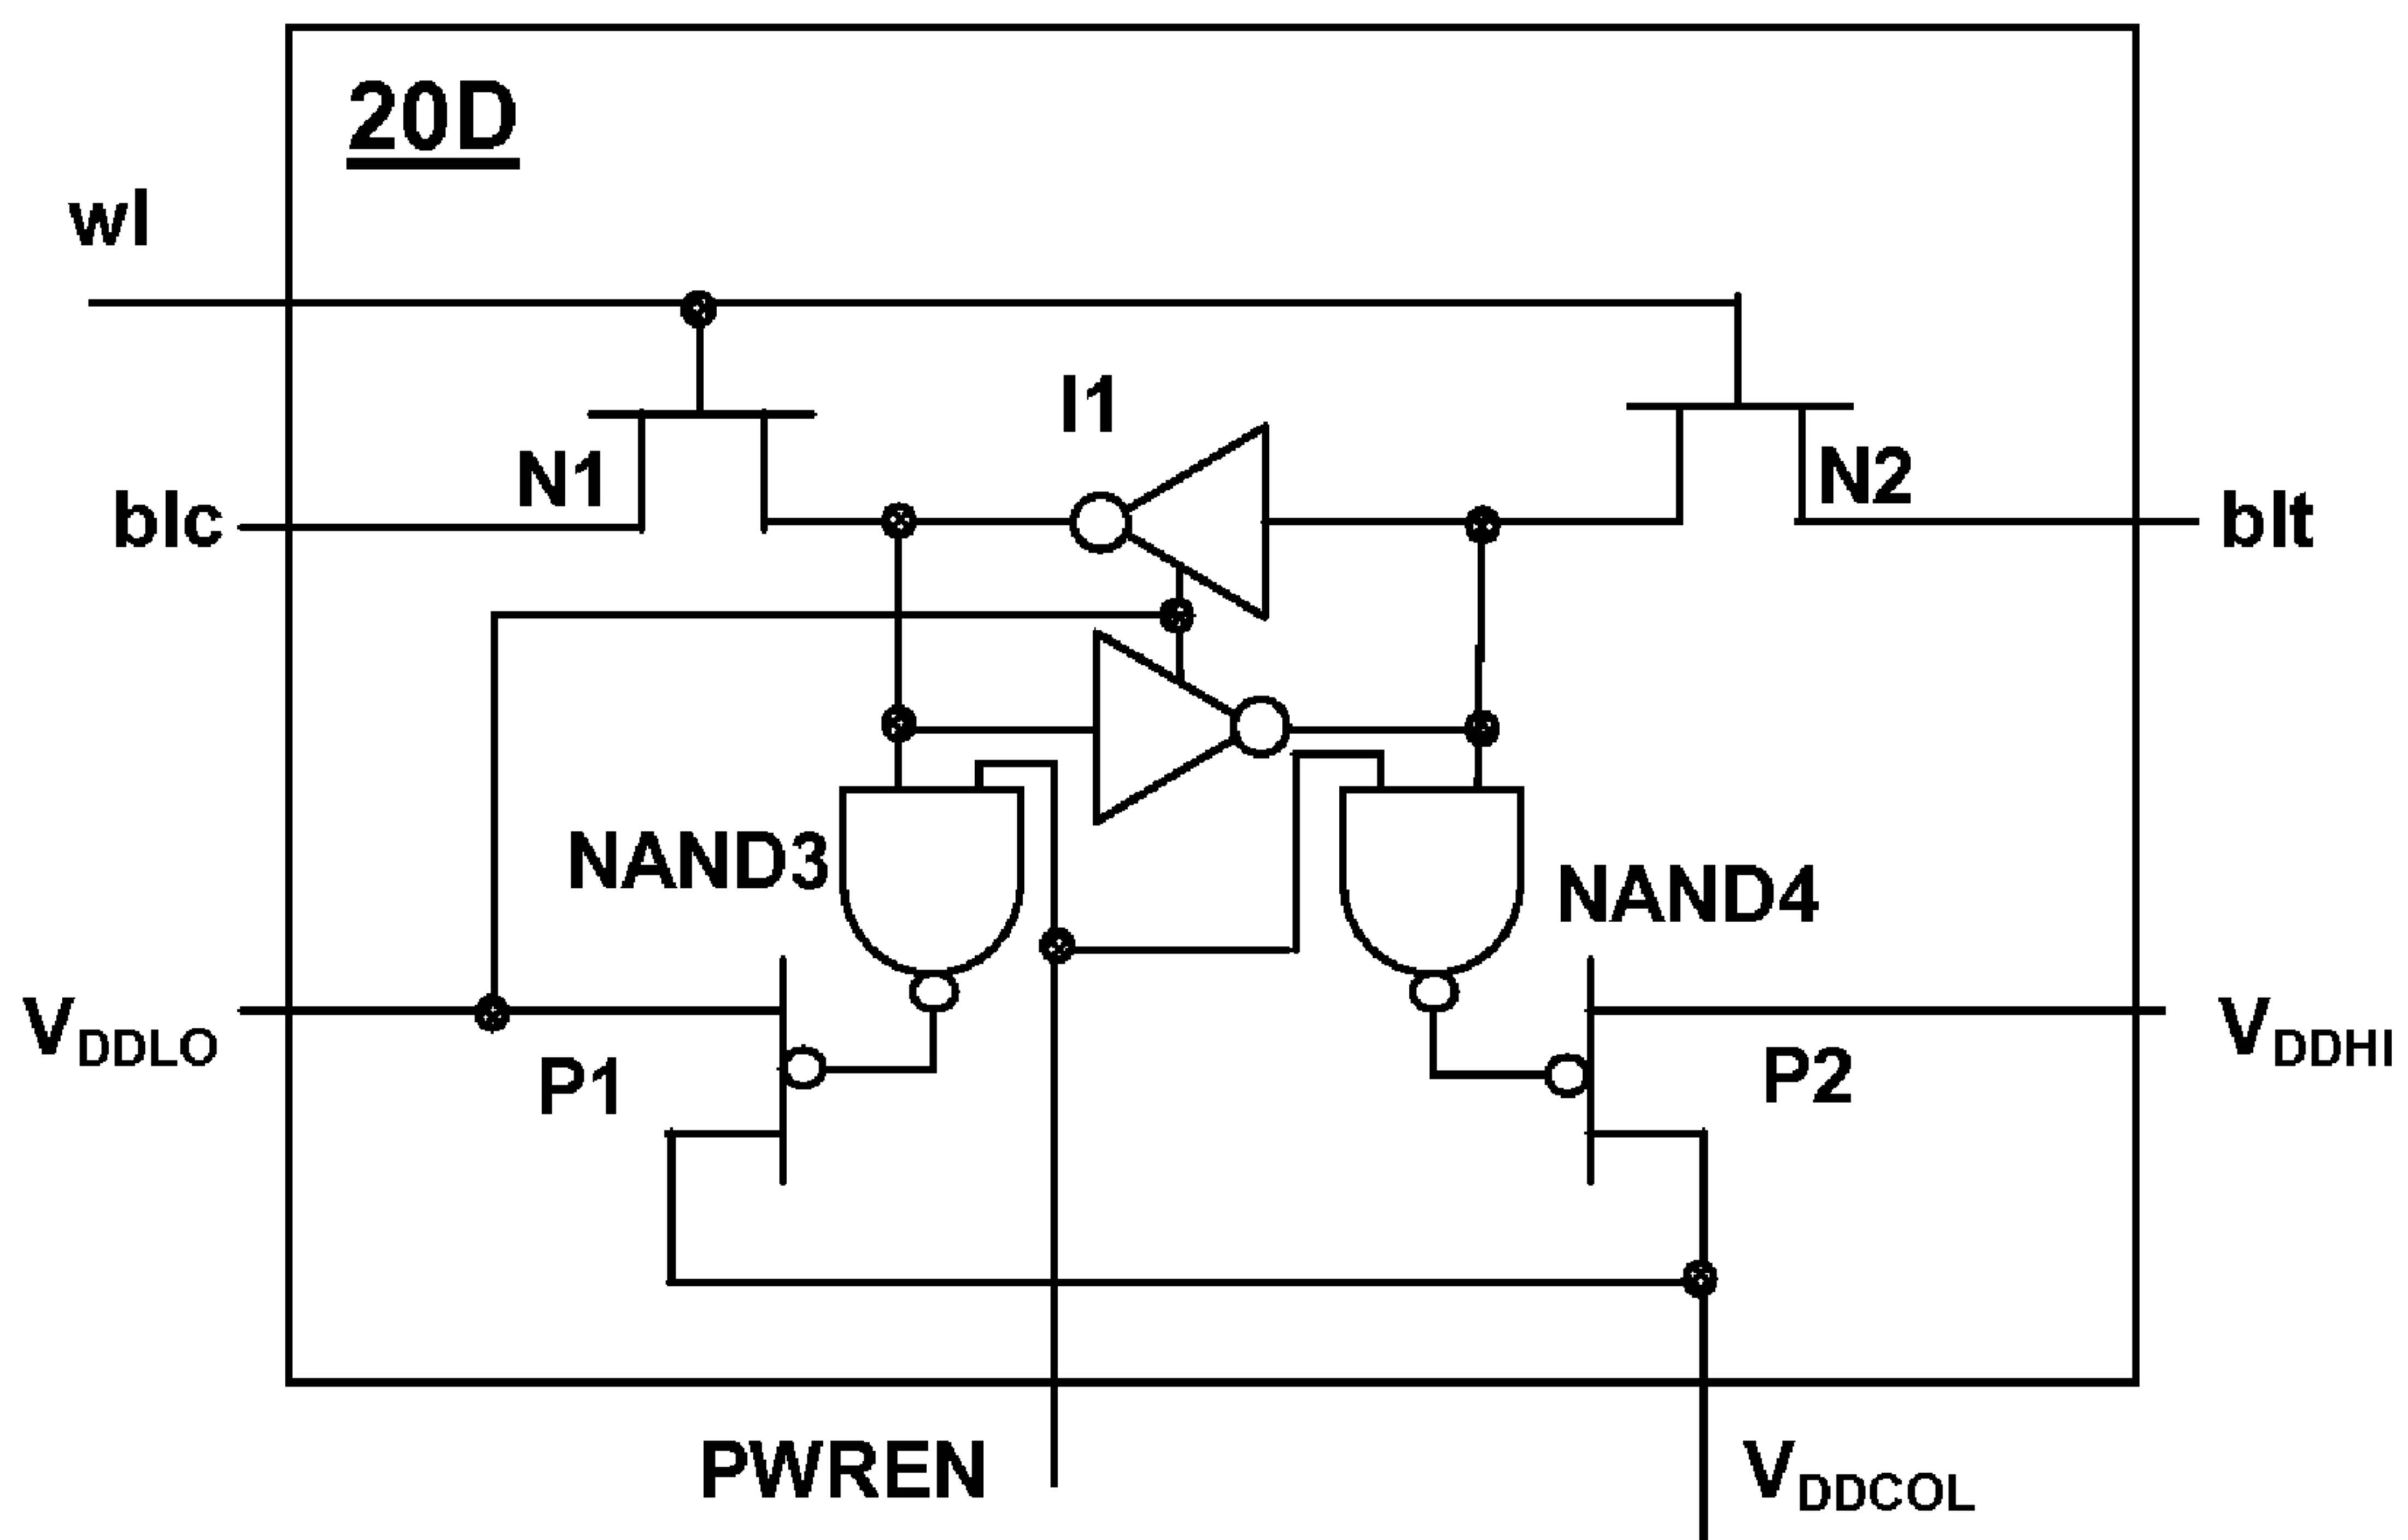 20D
wl
I1
N1
N2
blc
blt
NAND3
NAND4
VDDLO
VDDHI
P1
P2
PWREN
VDDCOL